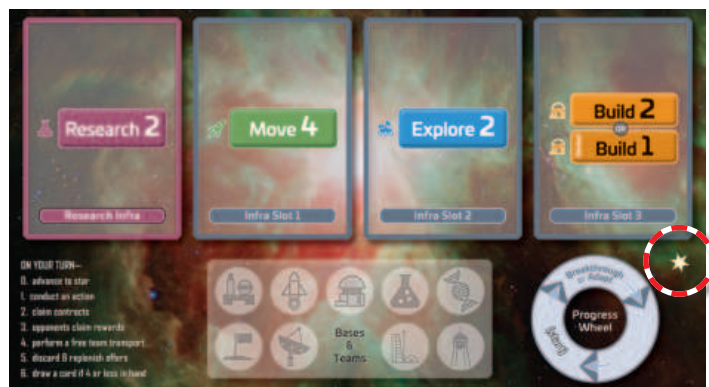 Research 2
Research Infra
Move 4
Infra Slot 1
Explore 2
Infra Slot 2
Build 2
OR
Build 1
Infra Slot 3
ON YOUR TURN—
0. advance to star
1. conduct an action
2. claim contracts
3. opponents claim rewards
4. perform a free team transport
5. discard & replenish offers
6. draw a card if 4 or less in hand
Bases
&
Teams
Breakthrough
or Adapt
Progress
Wheel